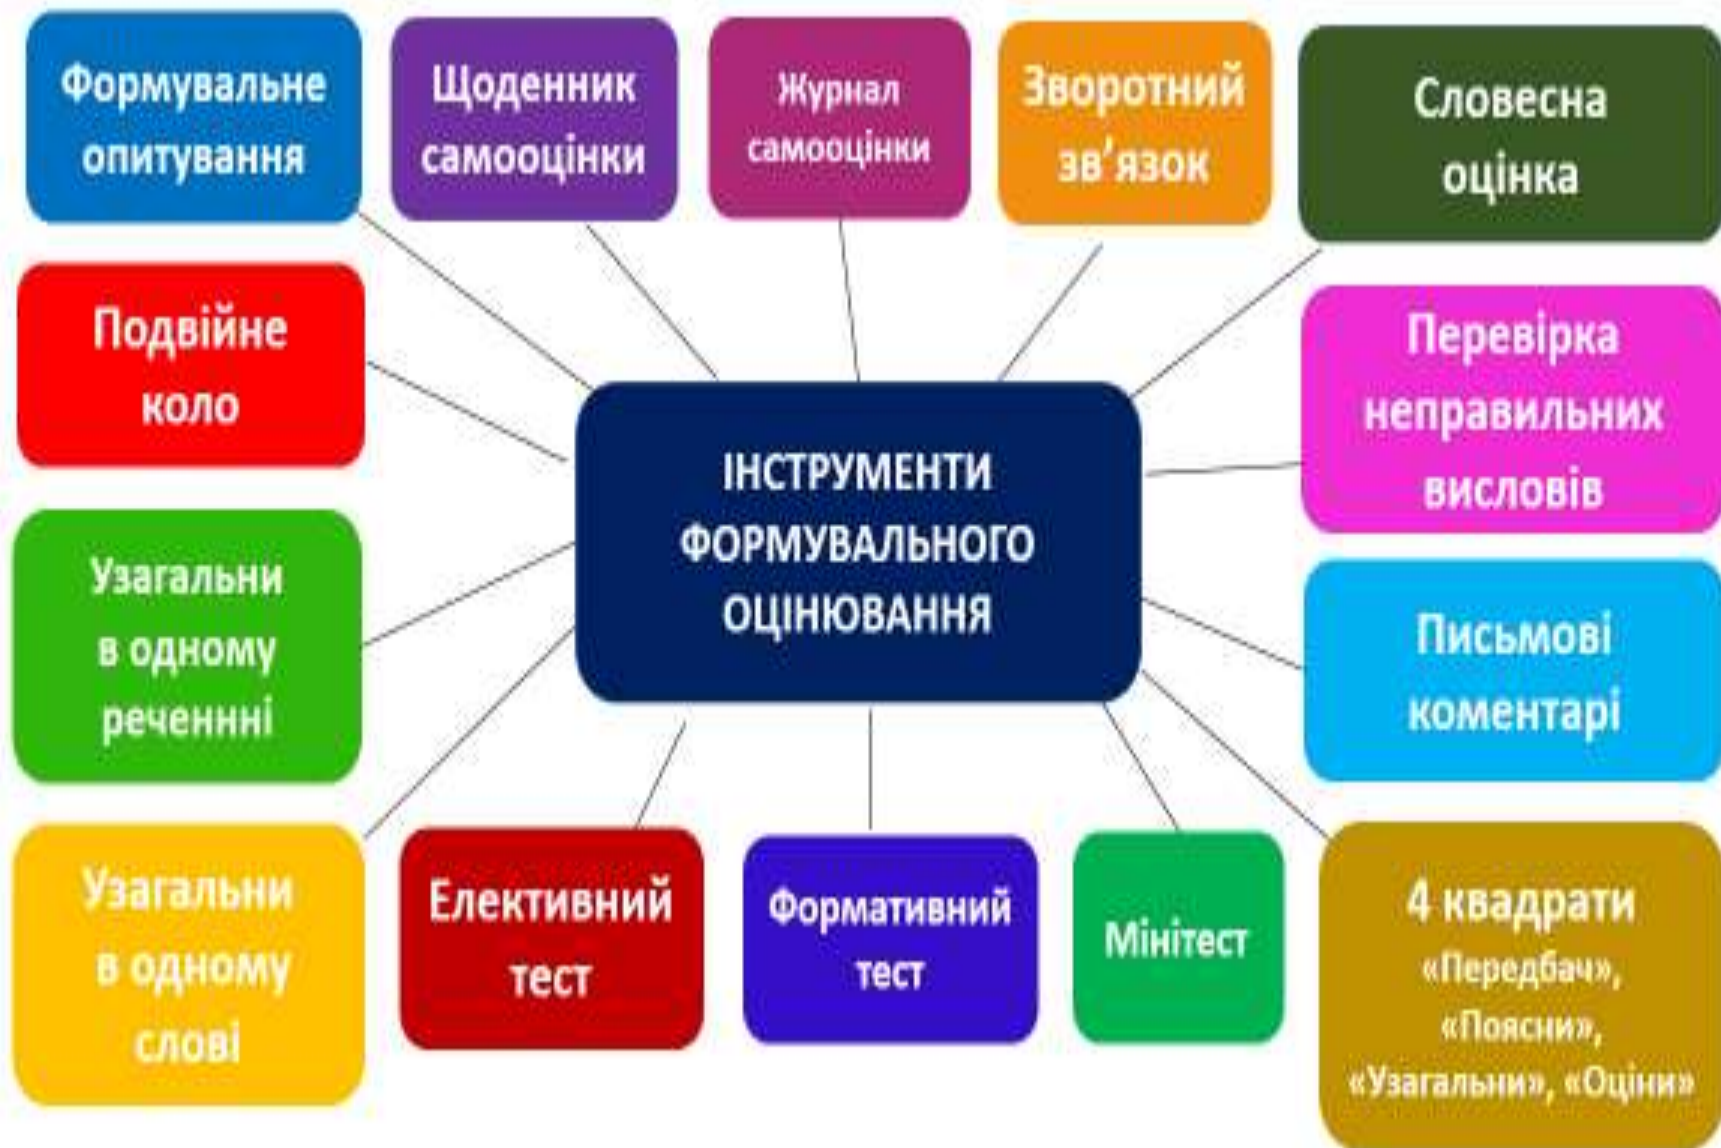 Формувальне
опитування
Щоденник
самооцінки
Журнал
самооцінки
Зворотний
зв’язок
Словесна
оцінка
Подвійне
коло
Перевірка
неправильних
висловів
ІНСТРУМЕНТИ
ФОРМУВАЛЬНОГО
ОЦІНЮВАННЯ
Узагальни
в одному
реченнні
Письмові
коментарі
Узагальни
в одному
слові
Елективний
тест
Формативний
тест
Мінітест
4 квадрати
«Передбач»,
«Поясни»,
«Узагальни», «Оціни»